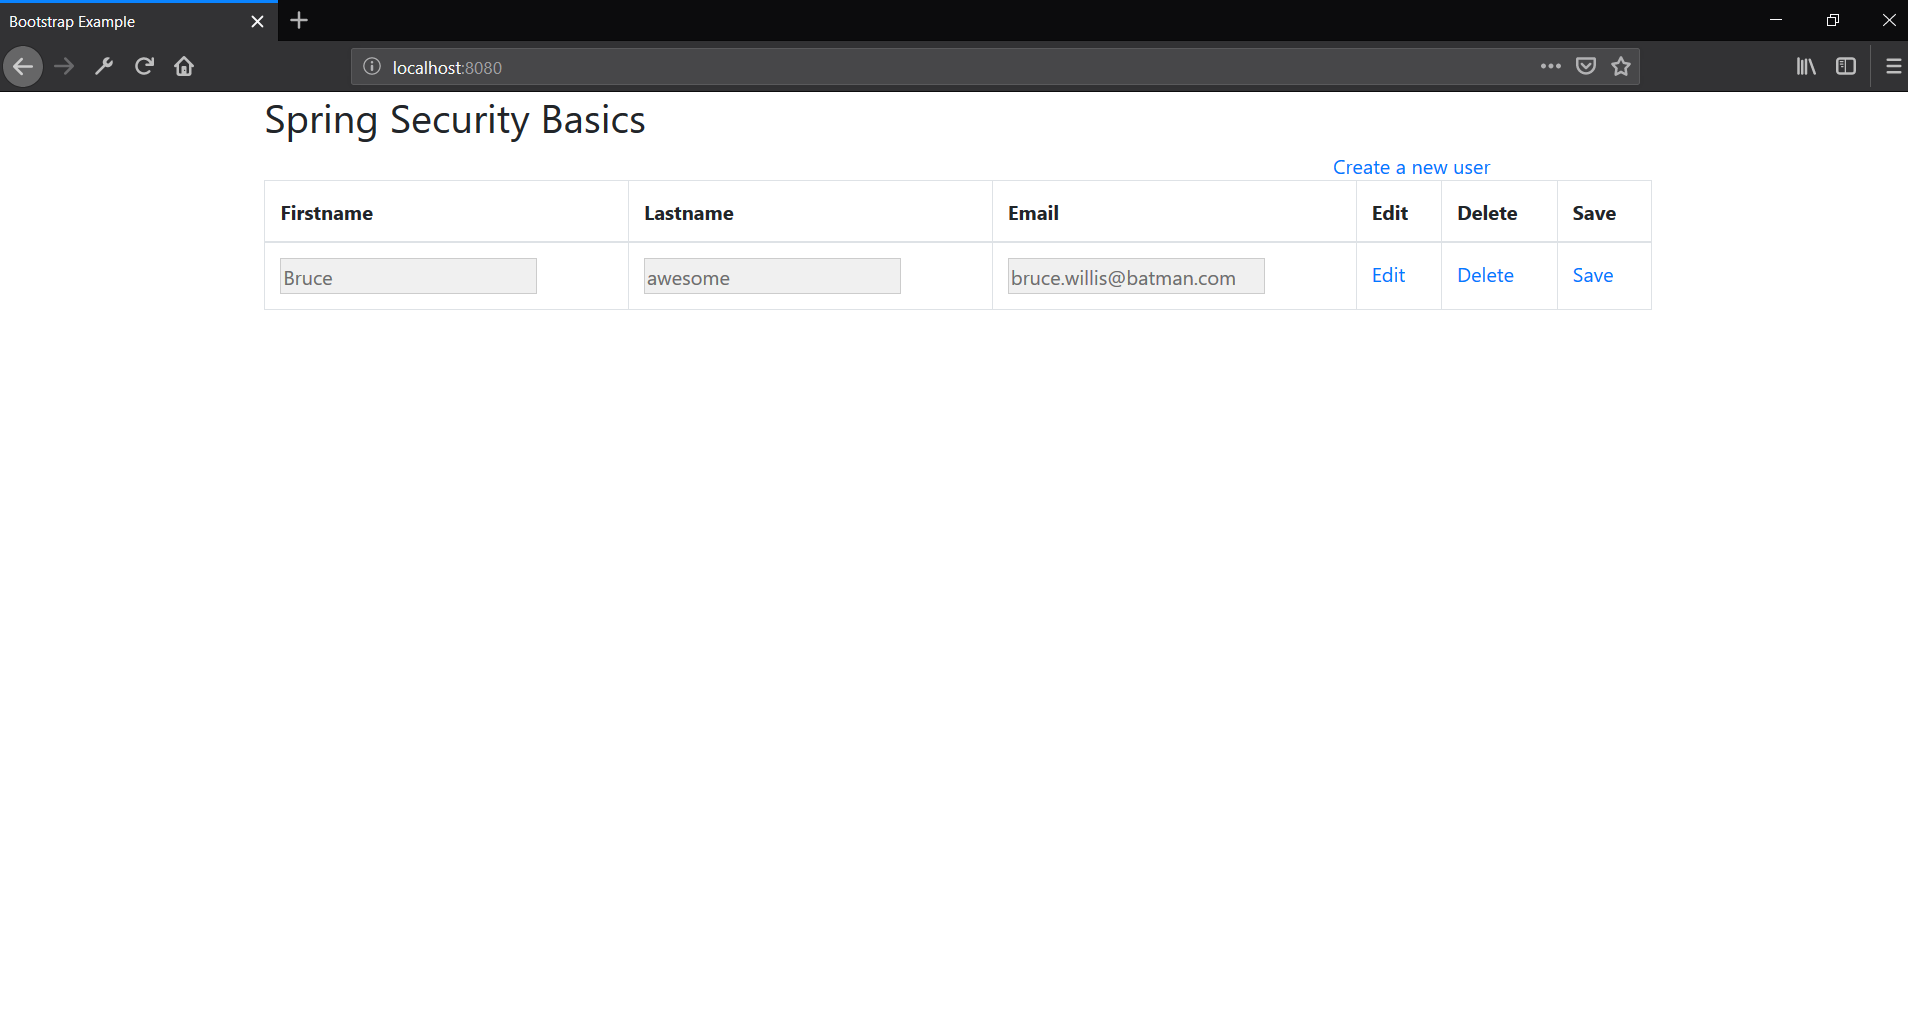 Bootstrap Example
localhost:8080
Spring Security Basics
Create a new user
Firstname Lastname Email Edit Delete Save
Bruce awesome bruce.willis@batman.com Edit Delete Save